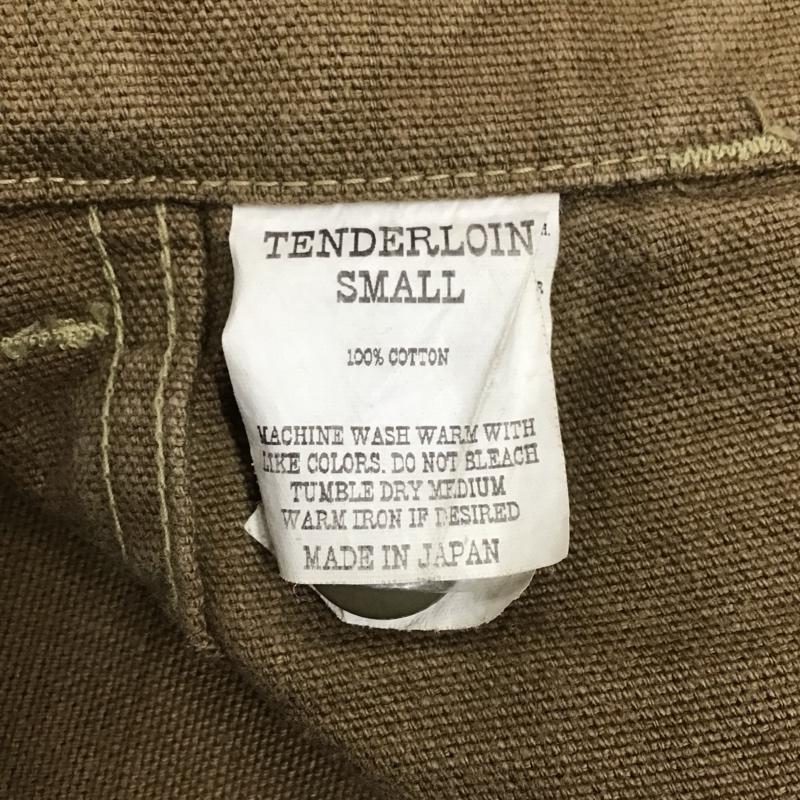 TENDERLOIN
SMALL
100% COTTON
MACHINE WASH WARM WITH
LIKE COLORS. DO NOT BLEACH
TUMBLE DRY MEDIUM
WARM IRON IF DESIRED
MADE IN JAPAN